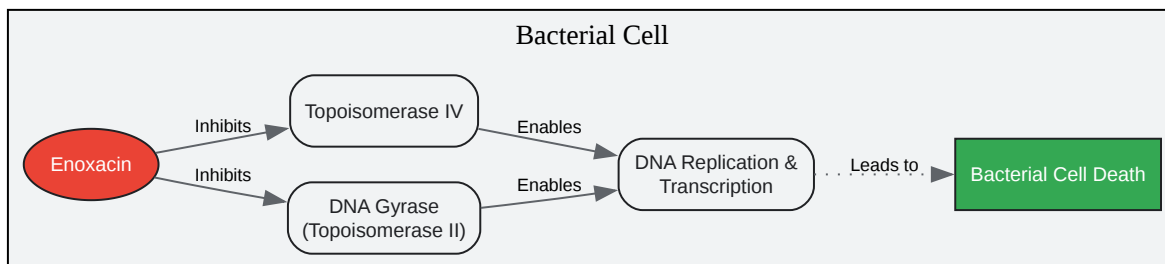 Bacterial Cell
Enoxacin
Inhibits
Inhibits
Topoisomerase IV
DNA Gyrase
(Topoisomerase II)
Enables
Enables
DNA Replication &
Transcription
Leads to
Bacterial Cell Death